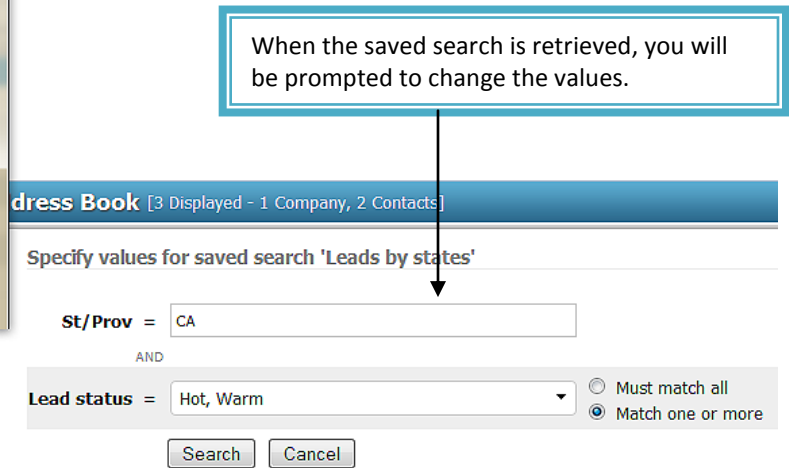 When the saved search is retrieved, you will
be prompted to change the values.
dress Book [3 Displayed - 1 Company, 2 Contacts]
Specify values for saved search 'Leads by states'
St/Prov = CA
AND
Lead status = Hot, Warm
Must match all
Match one or more
Search Cancel